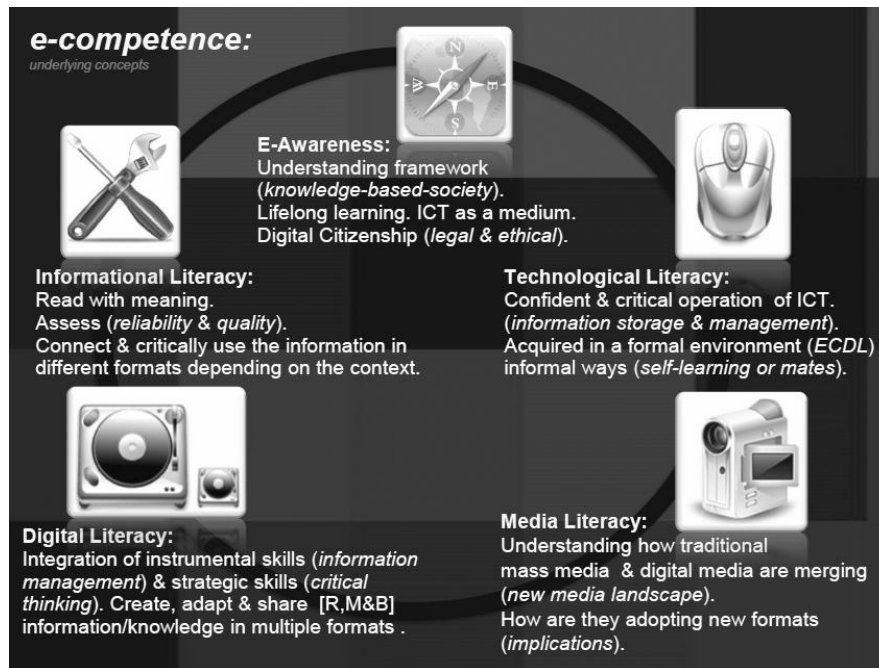 e-competence:
underlying concepts
N
W
E
S
E-Awareness:
Understanding framework
(knowledge-based-society).
Lifelong learning. ICT as a medium.
Digital Citizenship (legal & ethical).
Informational Literacy:
Read with meaning.
Assess (reliability & quality).
Connect & critically use the information in
different formats depending on the context.
Technological Literacy:
Confident & critical operation of ICT.
(information storage & management).
Acquired in a formal environment (ECDL)
informal ways (self-learning or mates).
Digital Literacy:
Integration of instrumental skills (information
management) & strategic skills (critical
thinking). Create, adapt & share [R,M&B]
information/knowledge in multiple formats .
Media Literacy:
Understanding how traditional
mass media & digital media are merging
(new media landscape).
How are they adopting new formats
(implications).